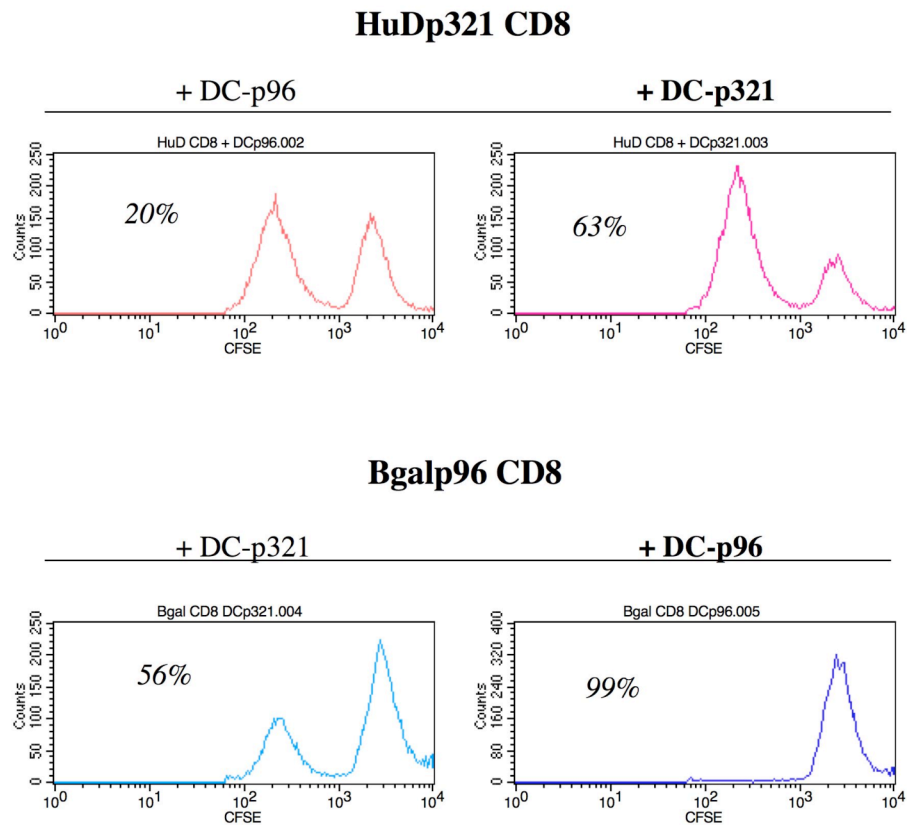 HuDp321 CD8
+ DC-p96
+ DC-p321
HuD CD8 + DCp96.002
HuD CD8 + DCp321.003
Counts
0 50 100 150 200 250
20%
10^0 10^1 10^2 10^3 10^4
CFSE
Counts
0 50 100 150 200 250
63%
10^0 10^1 10^2 10^3 10^4
CFSE
Bgalp96 CD8
+ DC-p321
+ DC-p96
Bgal CD8 DCp321.004
Bgal CD8 DCp96.005
Counts
0 50 100 150 200 250
56%
10^0 10^1 10^2 10^3 10^4
CFSE
Counts
0 80 160 240 320 400
99%
10^0 10^1 10^2 10^3 10^4
CFSE